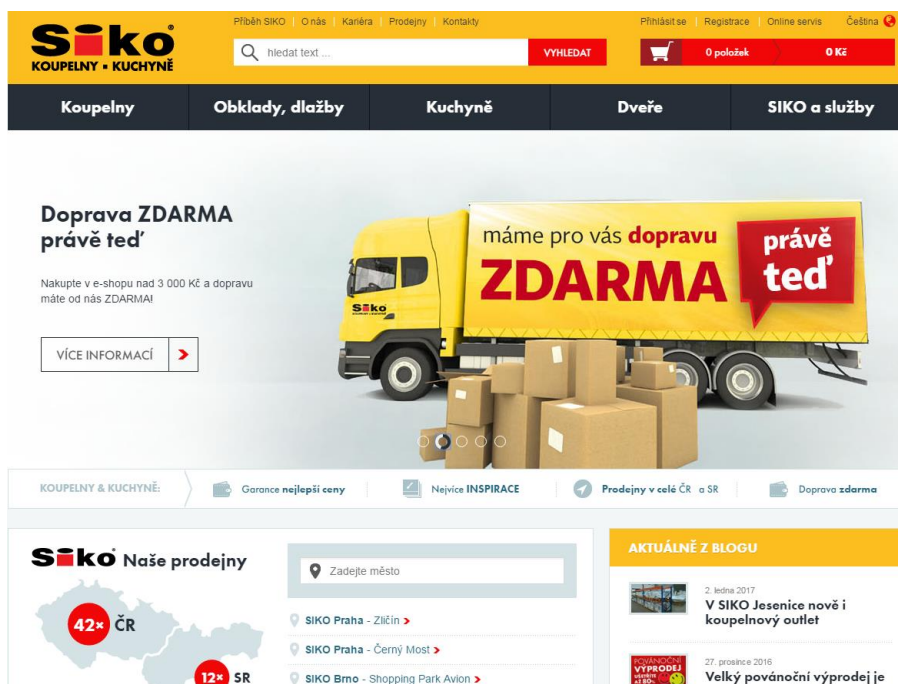 Siko
KOUPELNY - KUCHYNĚ
Příběh SIKO | O nás | Kariéra | Prodejny | Kontakty
Přihlásit se | Registrace | Online servis
Čeština
hledat text ...
VYHLEDAT
0 položek
0 Kč
Koupelny
Obklady, dlažby
Kuchyně
Dveře
SIKO a služby
Doprava ZDARMA
právě teď
Nakupte v e-shopu nad 3 000 Kč a dopravu
máte od nás ZDARMA!
VÍCE INFORMACÍ
máme pro vás dopravu
ZDARMA
právě
teď
Siko
KOUPELNY & KUCHYNĚ:
Garance nejlepší ceny
Nejvíce INSPIRACE
Prodejny v celé ČR a SR
Doprava zdarma
Siko Naše prodejny
42× ČR
12× SR
Zadejte město
SIKO Praha - Zličín
SIKO Praha - Černý Most
SIKO Brno - Shopping Park Avion
AKTUÁLNĚ Z BLOGU
2. ledna 2017
V SIKO Jesenice nově i
koupelnový outlet
POVÁNOČNÍ
VÝPRODEJ
27. prosince 2016
Velký povánoční výprodej je